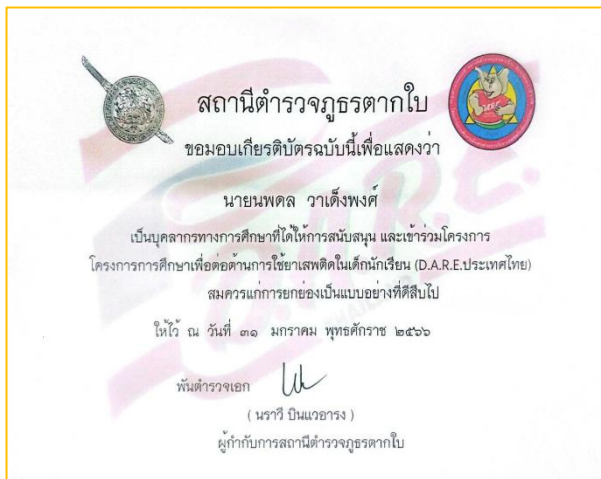 สถานีตำรวจภูธรตากใบ
ขอมอบเกียรติบัตรฉบับนี้เพื่อแสดงว่า
นายนพดล วาเด็งพงศ์
เป็นบุคลากรทางการศึกษาที่ได้ให้การสนับสนุน และเข้าร่วมโครงการ
โครงการการศึกษาเพื่อต่อต้านการใช้ยาเสพติดในเด็กนักเรียน (D.A.R.E.ประเทศไทย)
สมควรแก่การยกย่องเป็นแบบอย่างที่ดีสืบไป
ให้ไว้ ณ วันที่ ๓๑ มกราคม พุทธศักราช ๒๕๖๖
พันตำรวจเอก
( นราวี บินแวอารง )
ผู้กำกับการสถานีตำรวจภูธรตากใบ
D.A.R.E.